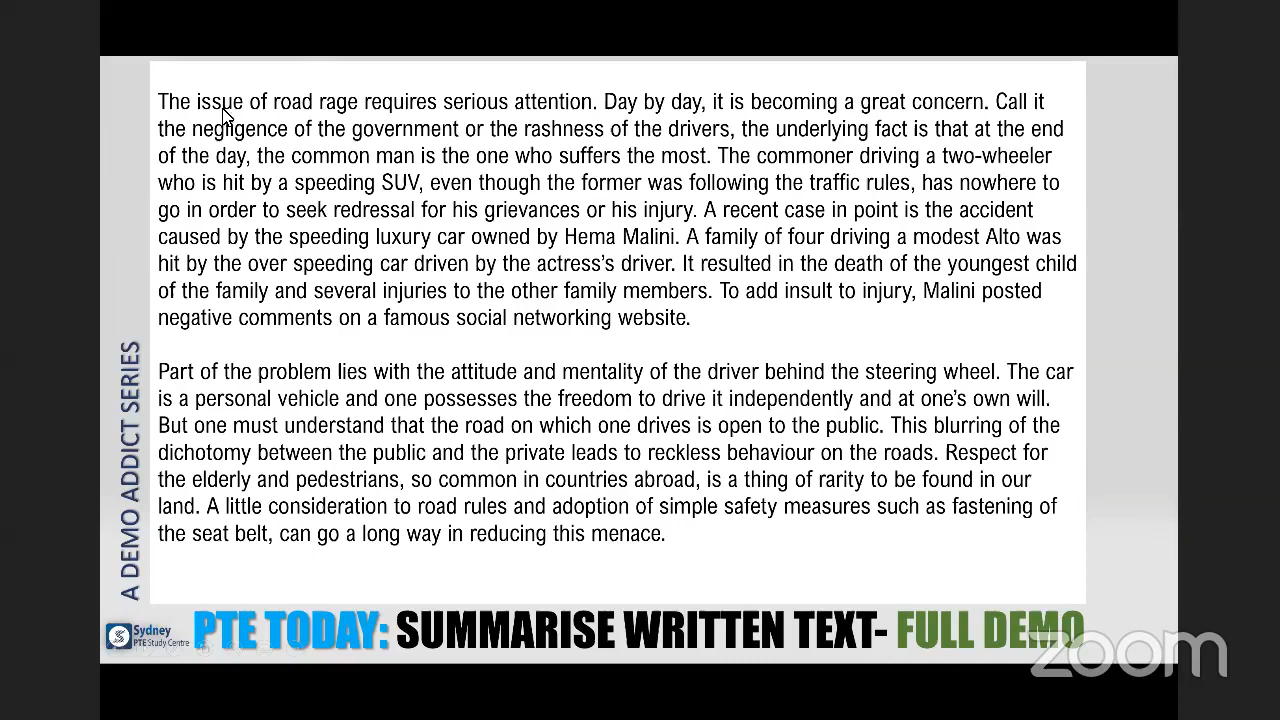 The issue of road rage requires serious attention. Day by day, it is becoming a great concern. Call it
the negligence of the government or the rashness of the drivers, the underlying fact is that at the end
of the day, the common man is the one who suffers the most. The commoner driving a two-wheeler
who is hit by a speeding SUV, even though the former was following the traffic rules, has nowhere to
go in order to seek redressal for his grievances or his injury. A recent case in point is the accident
caused by the speeding luxury car owned by Hema Malini. A family of four driving a modest Alto was
hit by the over speeding car driven by the actress's driver. It resulted in the death of the youngest child
of the family and several injuries to the other family members. To add insult to injury, Malini posted
negative comments on a famous social networking website.
Part of the problem lies with the attitude and mentality of the driver behind the steering wheel. The car
is a personal vehicle and one possesses the freedom to drive it independently and at one's own will.
But one must understand that the road on which one drives is open to the public. This blurring of the
dichotomy between the public and the private leads to reckless behaviour on the roads. Respect for
the elderly and pedestrians, so common in countries abroad, is a thing of rarity to be found in our
land. A little consideration to road rules and adoption of simple safety measures such as fastening of
the seat belt, can go a long way in reducing this menace.
A DEMO ADDICT SERIES
S Sydney
PTE Study Centre
PTE TODAY: SUMMARISE WRITTEN TEXT- FULL DEMO
zoom